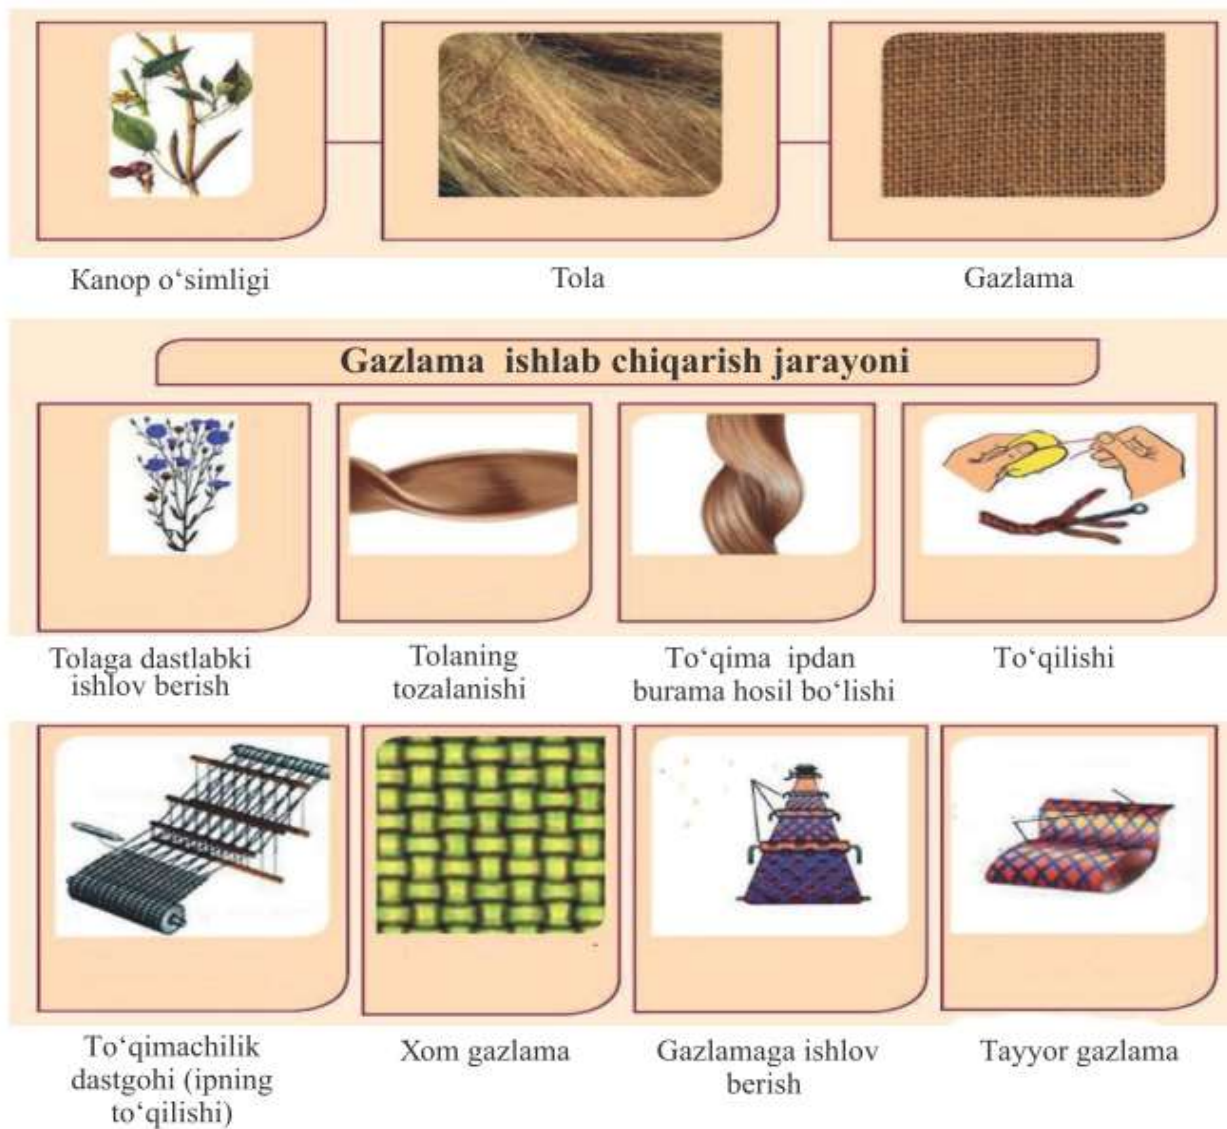 Kanop o‘simligi
Tola
Gazlama
Gazlama ishlab chiqarish jarayoni
Tolaga dastlabki
ishlov berish
Tolaning
tozalanishi
To‘qima ipdan
burama hosil bo‘lishi
To‘qilishi
To‘qimachilik
dastgohi (ipning
to‘qilishi)
Xom gazlama
Gazlamaga ishlov
berish
Tayyor gazlama